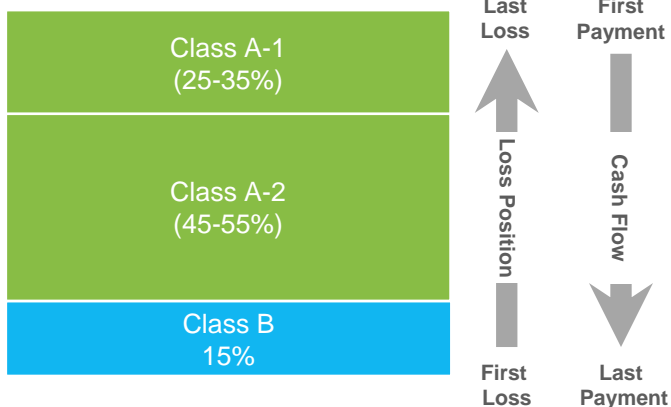 Last
Loss
First
Payment
Class A-1
(25-35%)
Class A-2
(45-55%)
Loss Position
Cash Flow
Class B
15%
First
Loss
Last
Payment